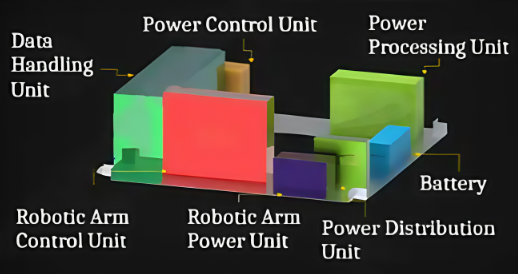 Power Control Unit
Power
Processing Unit
Data
Handling
Unit
Battery
Robotic Arm
Control Unit
Robotic Arm
Power Unit
Power Distribution
Unit